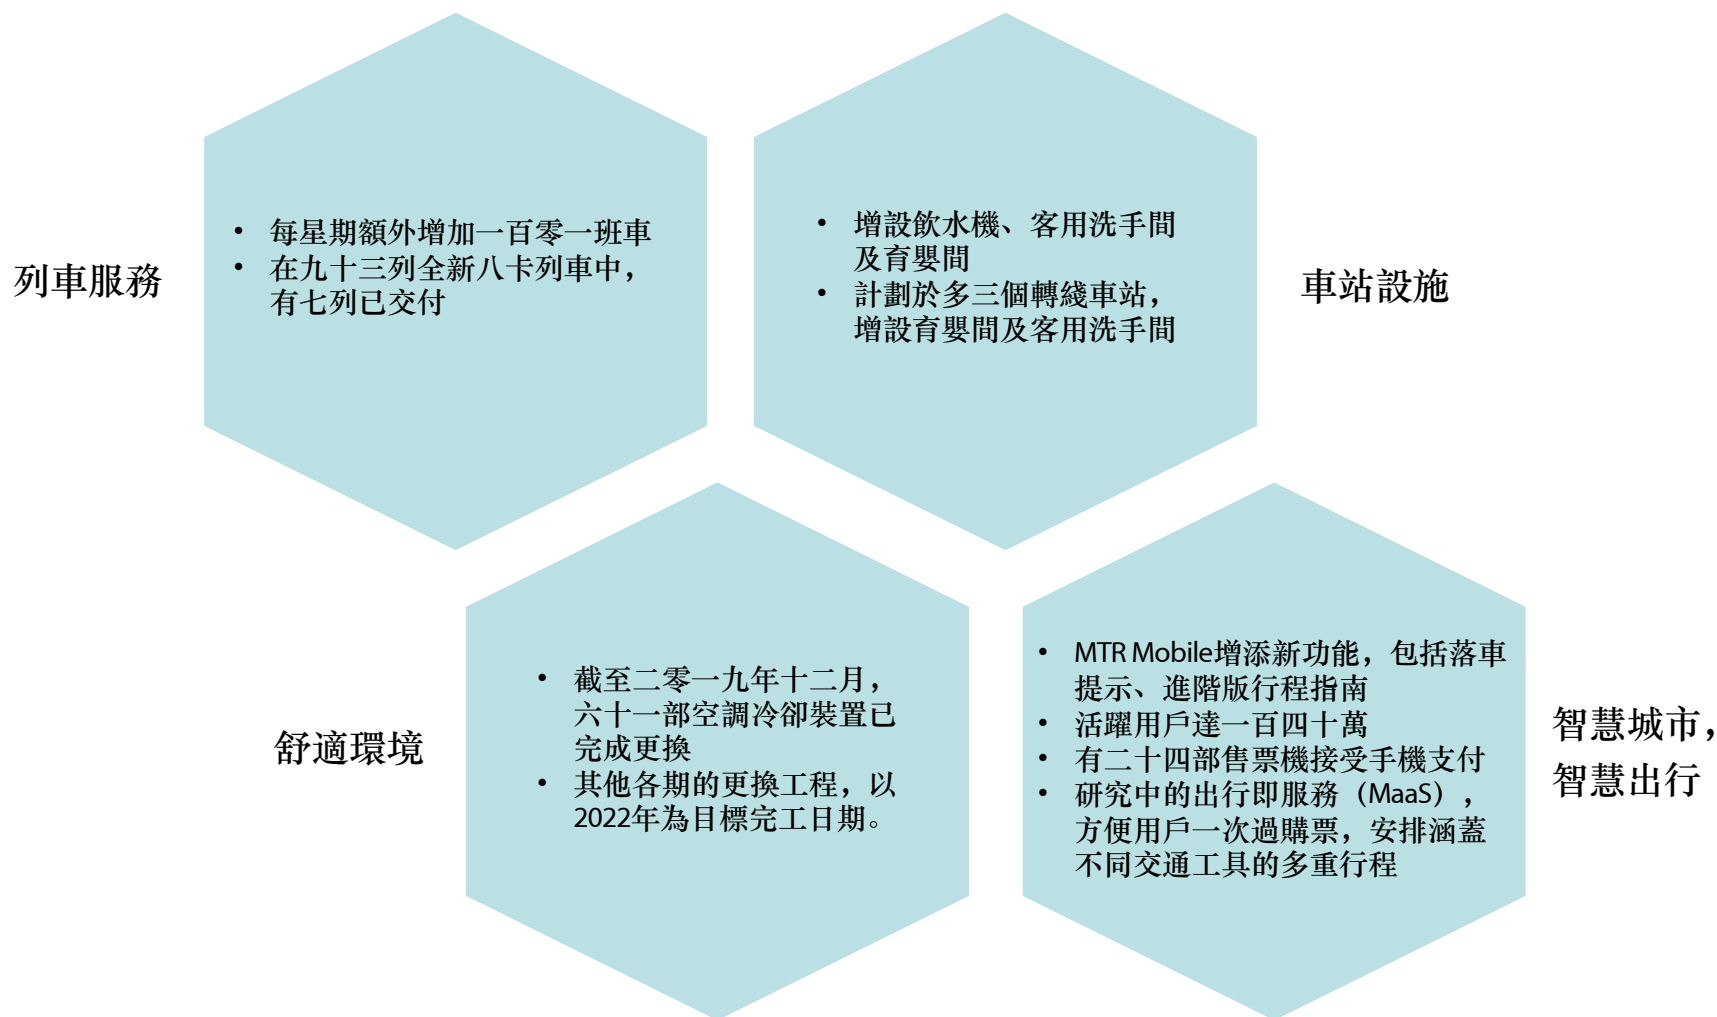 列車服務
• 每星期額外增加一百零一班車
• 在九十三列全新八卡列車中，
有七列已交付
• 增設飲水機、客用洗手間
及育嬰間
• 計劃於多三個轉綫車站，
增設育嬰間及客用洗手間
車站設施
舒適環境
• 截至二零一九年十二月，
六十一部空調冷卻裝置已
完成更換
• 其他各期的更換工程，以
2022年為目標完工日期。
• MTR Mobile增添新功能，包括落車
提示、進階版行程指南
• 活躍用戶達一百四十萬
• 有二十四部售票機接受手機支付
• 研究中的出行即服務（MaaS），
方便用戶一次過購票，安排涵蓋
不同交通工具的多重行程
智慧城市，
智慧出行